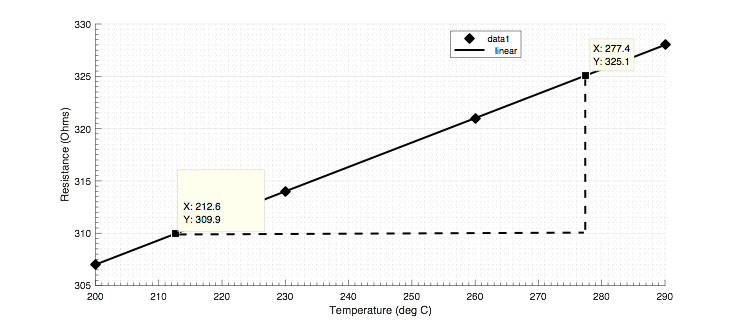 330
325
320
315
310
305
Resistance (Ohms)
data1
linear
X: 277.4
Y: 325.1
X: 212.6
Y: 309.9
200 210 220 230 240 250 260 270 280 290
Temperature (deg C)